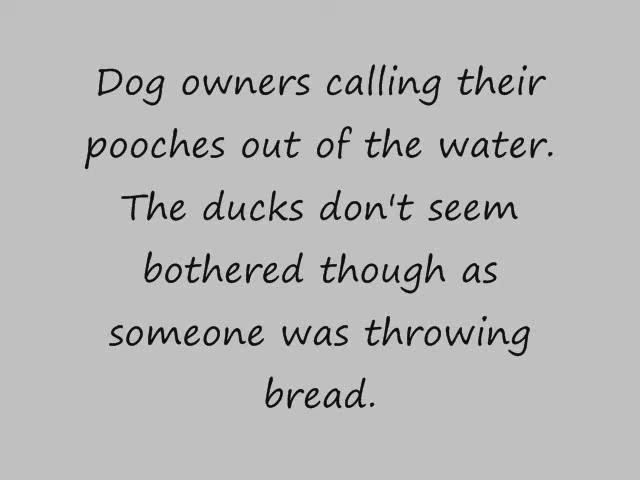 Dog owners calling their
pooches out of the water.
The ducks don't seem
bothered though as
someone was throwing
bread.